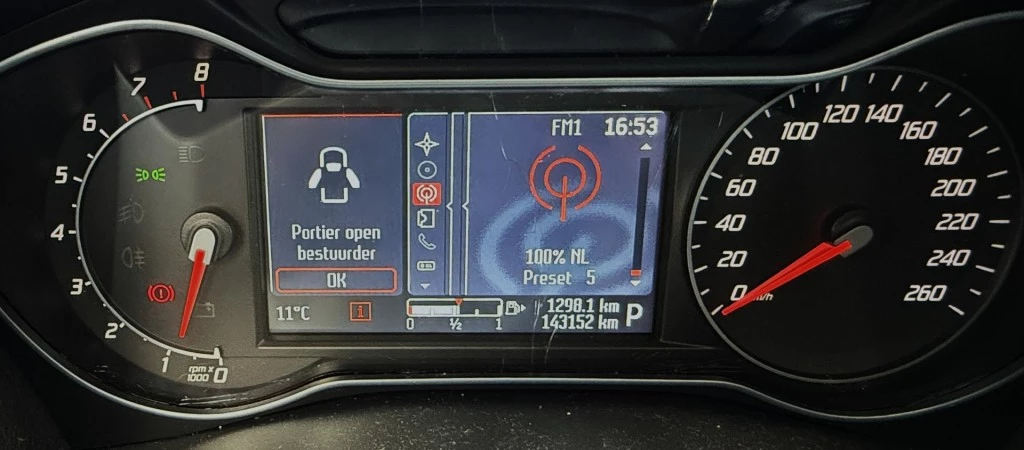 8
7
6
5
4
3
2
1
0
rpm x
1000
Portier open
bestuurder
OK
11°C
i
FM1 16:53
100% NL
Preset 5
0 ½ 1
1298.1 km
143152 km
P
0
20
40
60
80
100
120
140
160
180
200
220
240
260
km/h